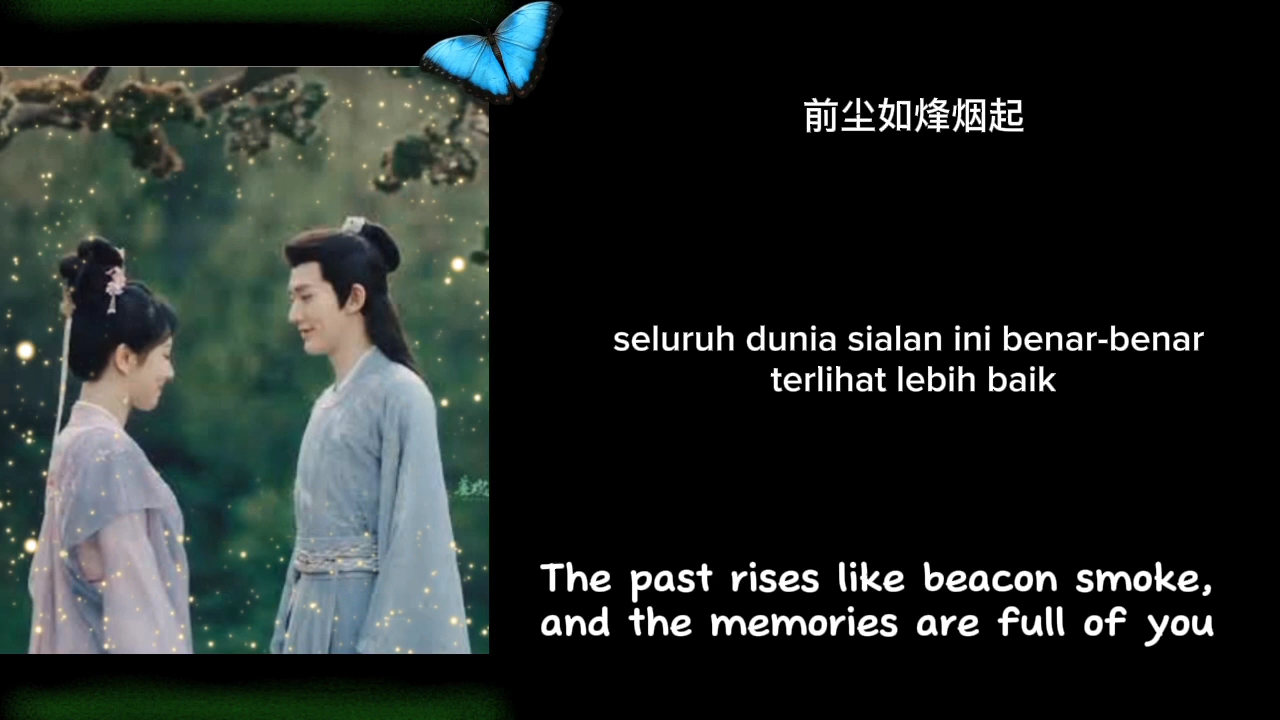 前尘如烽烟起
seluruh dunia sialan ini benar-benar
terlihat lebih baik
The past rises like beacon smoke,
and the memories are full of you